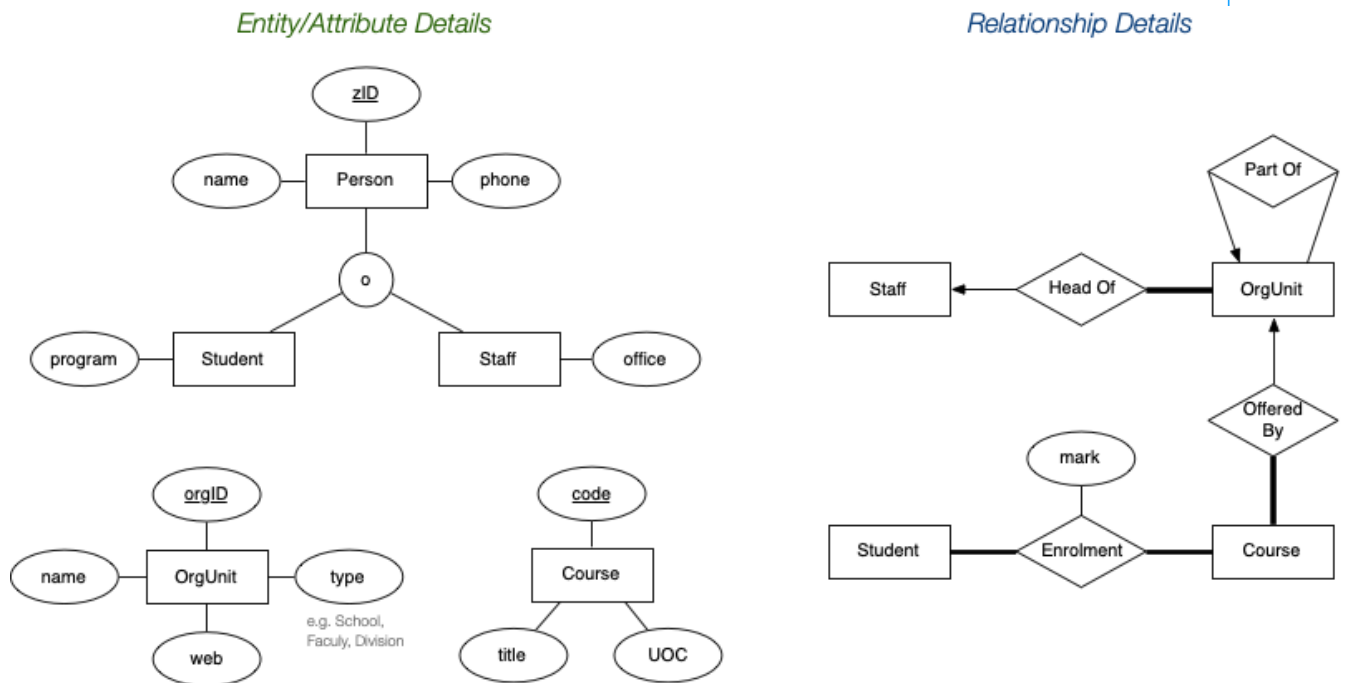 Entity/Attribute Details
Relationship Details
zID
name
Person
phone
o
program
Student
Staff
office
orgID
name
OrgUnit
type
e.g. School,
Faculy, Division
web
code
Course
title
UOC
Part Of
Staff
Head Of
OrgUnit
Offered
By
mark
Student
Enrolment
Course